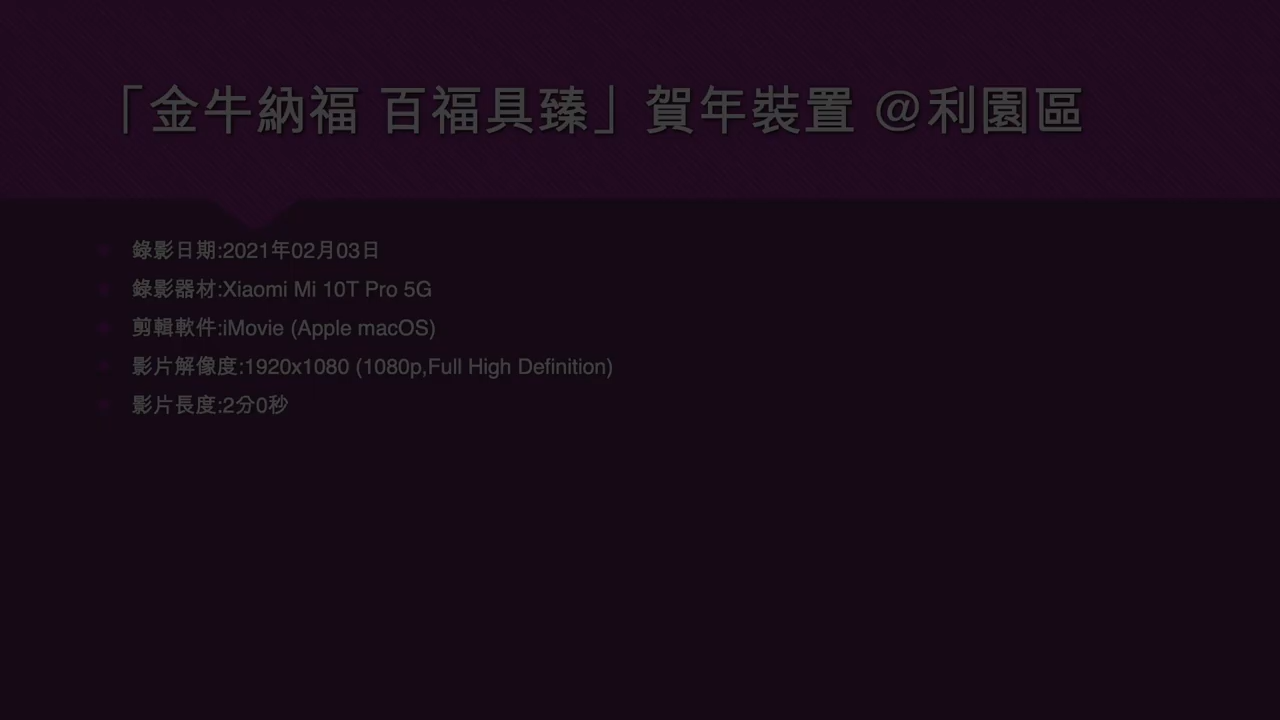 「金牛納福 百福具臻」賀年裝置 @利園區
錄影日期:2021年02月03日
錄影器材:Xiaomi Mi 10T Pro 5G
剪輯軟件:iMovie (Apple macOS)
影片解像度:1920x1080 (1080p,Full High Definition)
影片長度:2分0秒